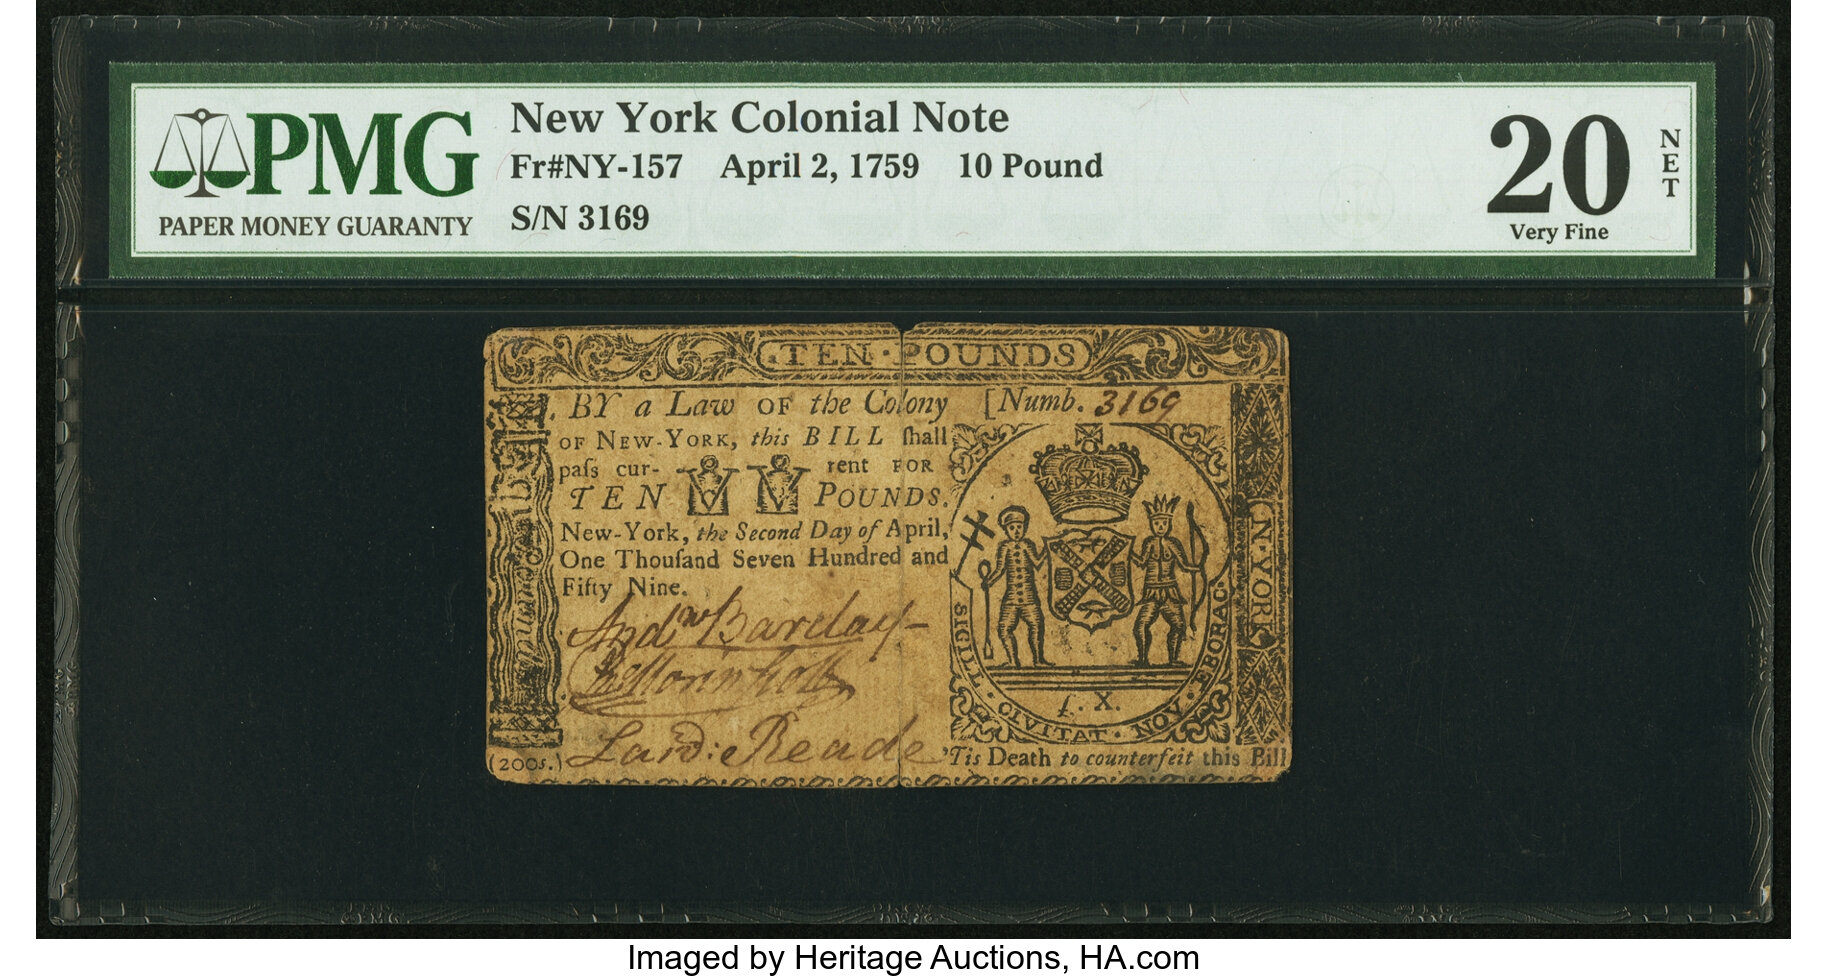 PMG
PAPER MONEY GUARANTY
New York Colonial Note
Fr#NY-157 April 2, 1759 10 Pound
S/N 3169
20
NET
Very Fine
·TEN·POUNDS
BY a Law OF the Colony [Numb. 3169
OF NEW-YORK, this BILL ſhall
paſs cur- rent FOR
TEN POUNDS.
New-York, the Second Day of April,
One Thouſand Seven Hundred and
Fifty Nine.
Andw Barclay
Lawd: Reade
(200s.)
SIGILL·CIVITAT·NOV·EBORAC·
£.X.
N·YORK
'Tis Death to counterfeit this Bill
Imaged by Heritage Auctions, HA.com